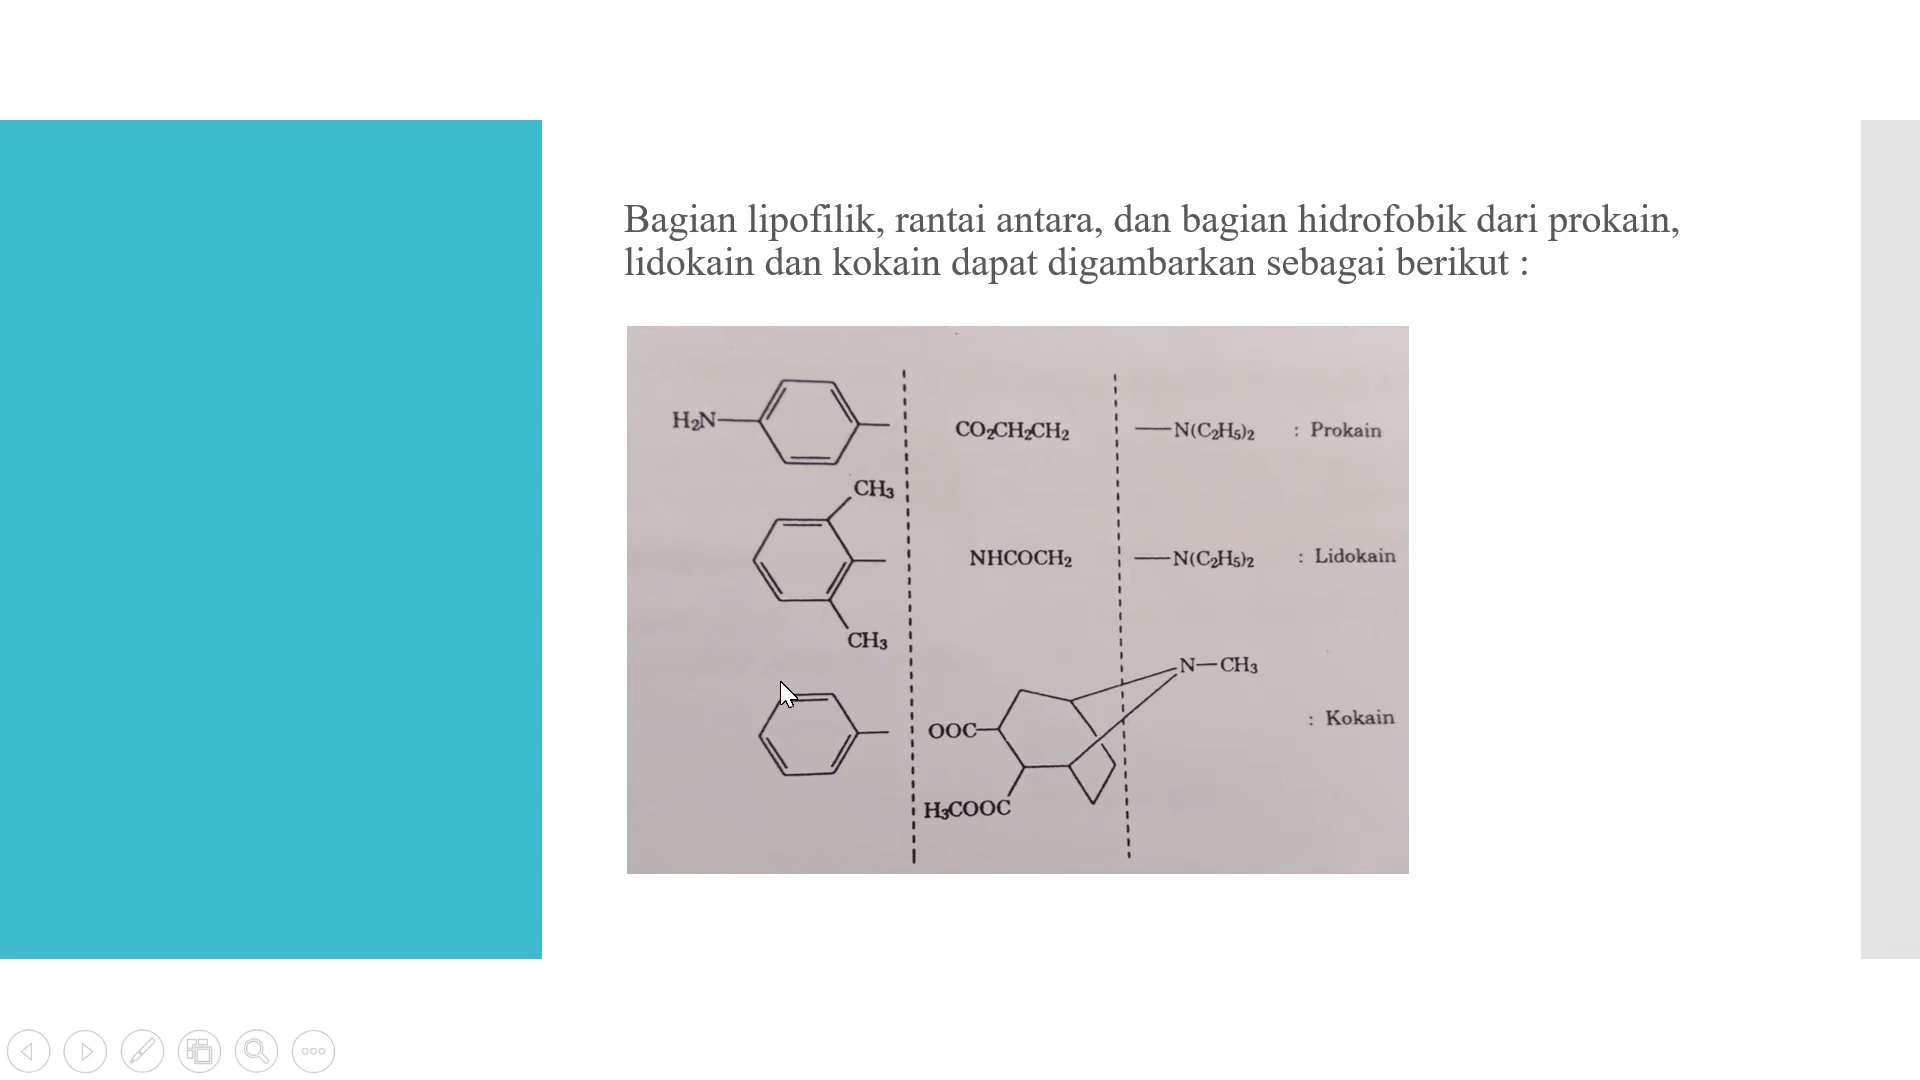 Bagian lipofilik, rantai antara, dan bagian hidrofobik dari prokain,
lidokain dan kokain dapat digambarkan sebagai berikut :
H₂N
CO₂CH₂CH₂
N(C₂H₅)₂
: Prokain
CH₃
NHCOCH₂
N(C₂H₅)₂
: Lidokain
CH₃
N—CH₃
OOC
: Kokain
H₃COOC